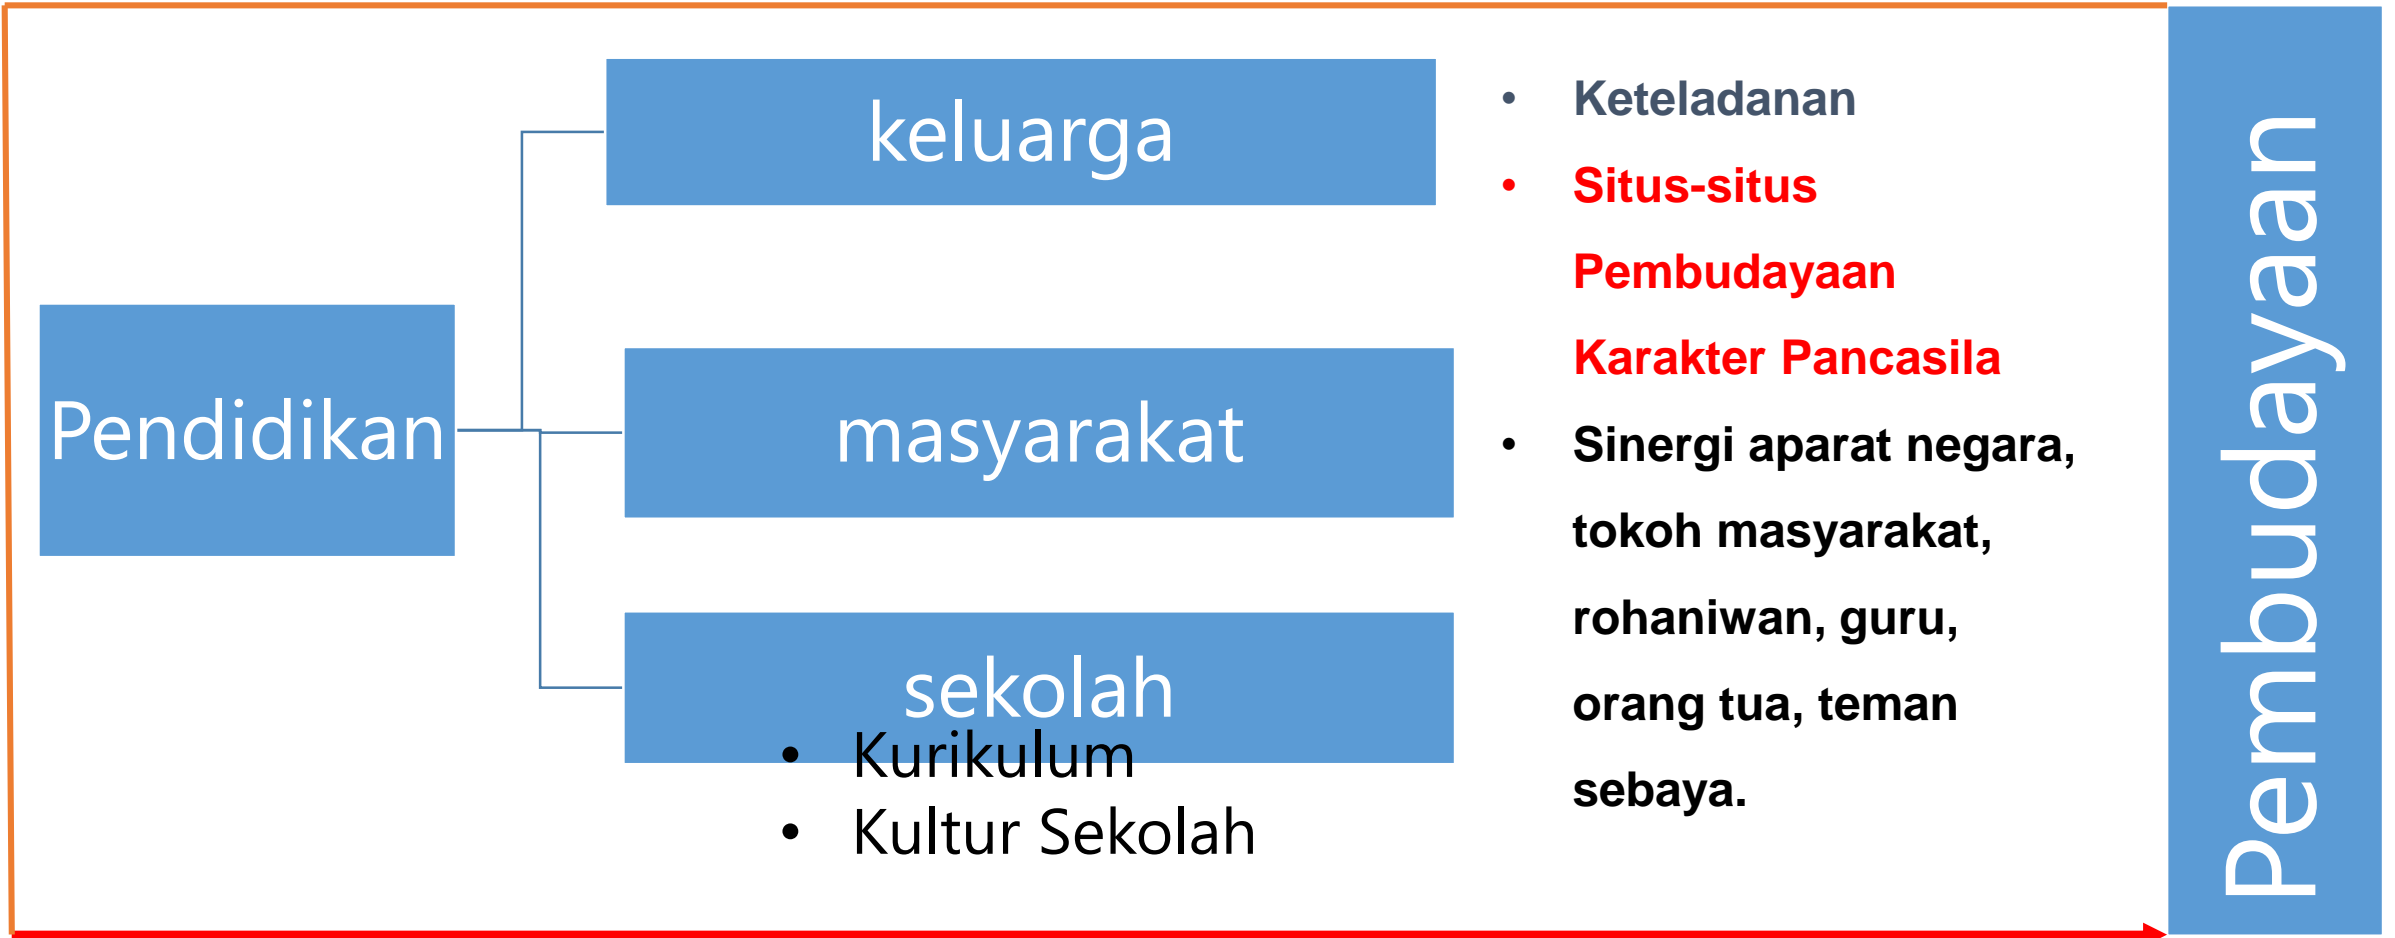 Pendidikan
keluarga
masyarakat
sekolah
• Kurikulum
• Kultur Sekolah
• Keteladanan
• Situs-situs
Pembudayaan
Karakter Pancasila
• Sinergi aparat negara,
tokoh masyarakat,
rohaniwan, guru,
orang tua, teman
sebaya.
Pembudayaan